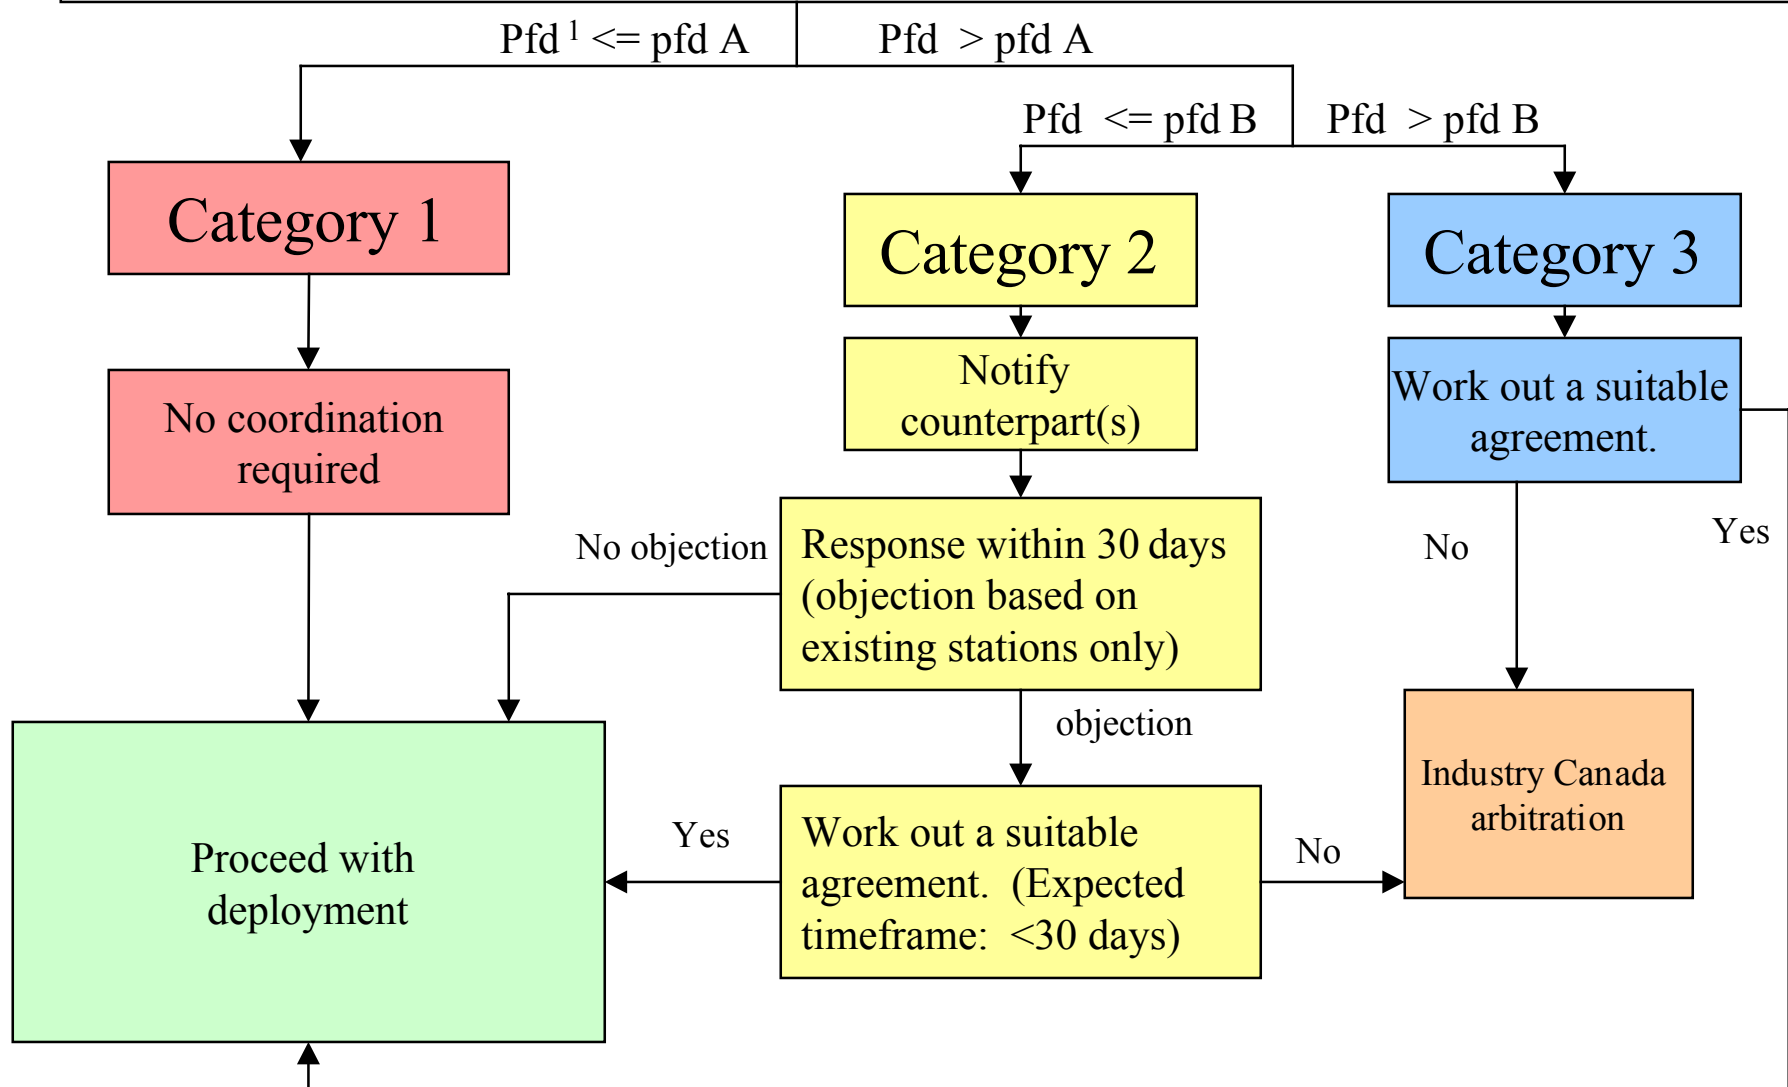 Pfd 1 <= pfd A
Pfd > pfd A
Pfd <= pfd B
Pfd > pfd B
Category 1
Category 2
Category 3
No coordination
required
Notify
counterpart(s)
Work out a suitable
agreement.
No objection
Response within 30 days
(objection based on
existing stations only)
No
Yes
objection
Proceed with
deployment
Yes
Work out a suitable
agreement. (Expected
timeframe: <30 days)
No
Industry Canada
arbitration